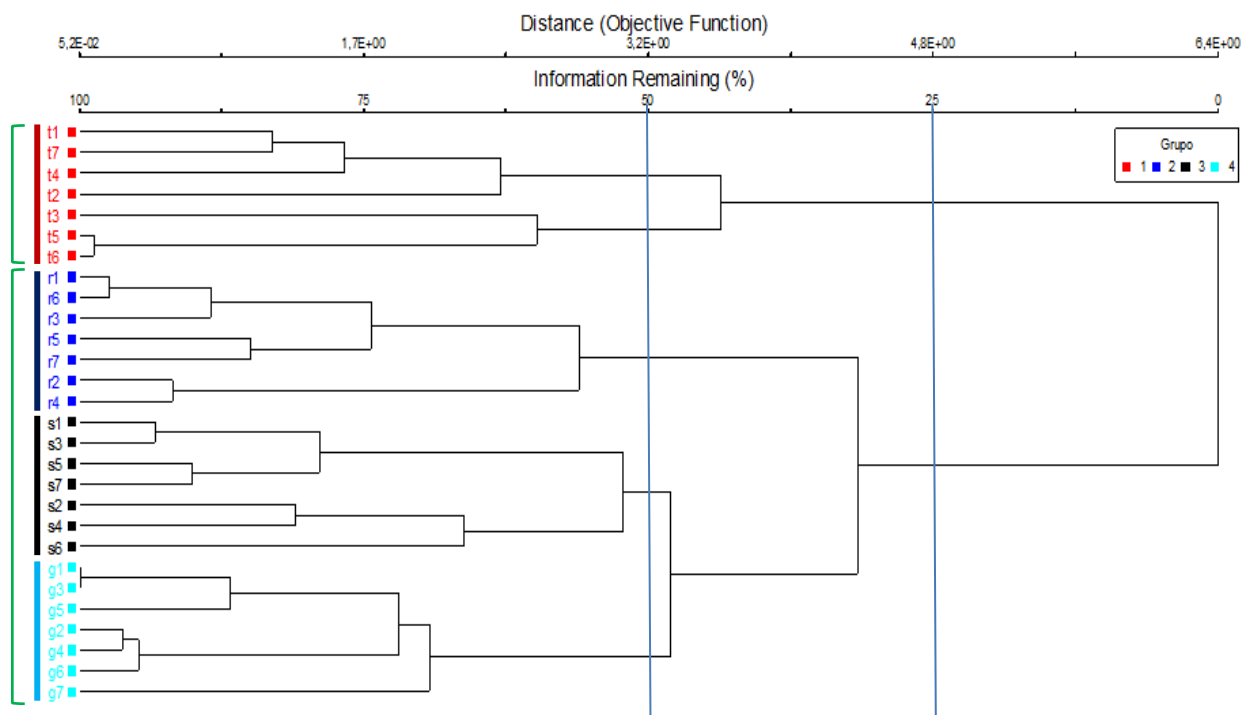 Distance (Objective Function)
5,2E-02 1,7E+00 3,2E+00 4,8E+00 6,4E+00
Information Remaining (%)
100 75 50 25 0
Grupo
1 2 3 4
t1
t7
t4
t2
t3
t5
t6
r1
r6
r3
r5
r7
r2
r4
s1
s3
s5
s7
s2
s4
s6
g1
g3
g5
g2
g4
g6
g7